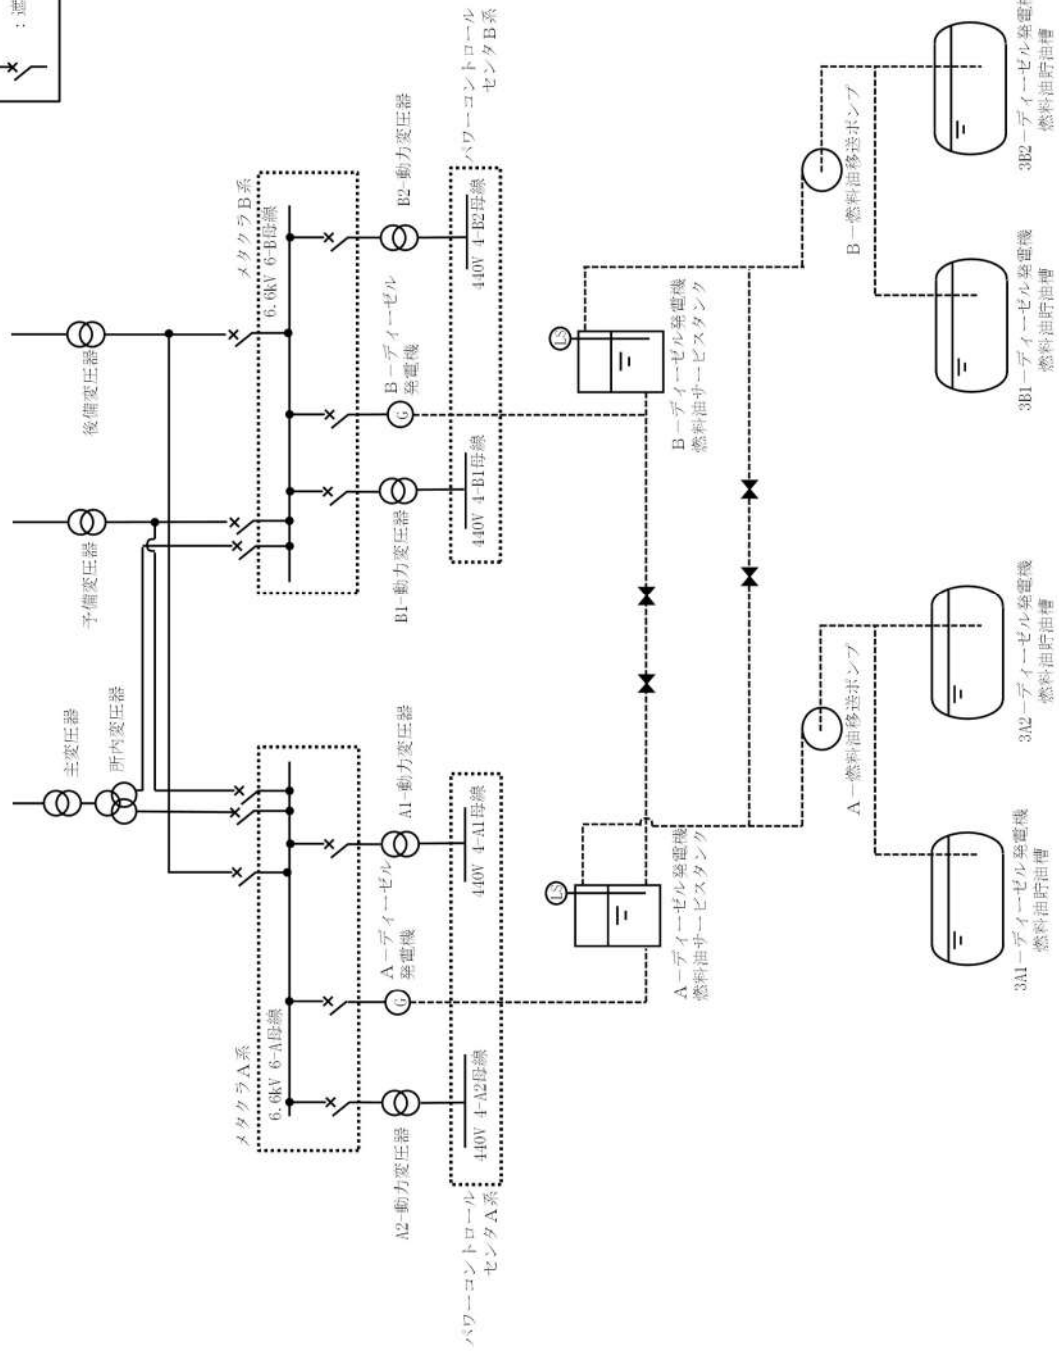 ：遮
後備変圧器
予備変圧器
主変圧器
所内変圧器
メタクラA系
6.6kV 6-A母線
メタクラB系
6.6kV 6-B母線
A2-動力変圧器
A－ディーゼル
発電機
G
A1-動力変圧器
B1-動力変圧器
B－ディーゼル
発電機
G
B2-動力変圧器
パワーコントロール
センタA系
440V 4-A2母線
440V 4-A1母線
440V 4-B1母線
440V 4-B2母線
パワーコントロール
センタB系
LS
A－ディーゼル発電機
燃料油サービスタンク
LS
B－ディーゼル発電機
燃料油サービスタンク
A－燃料油移送ポンプ
B－燃料油移送ポンプ
3A1－ディーゼル発電機
燃料油貯油槽
3A2－ディーゼル発電機
燃料油貯油槽
3B1－ディーゼル発電機
燃料油貯油槽
3B2－ディーゼル発電機
燃料油貯油槽